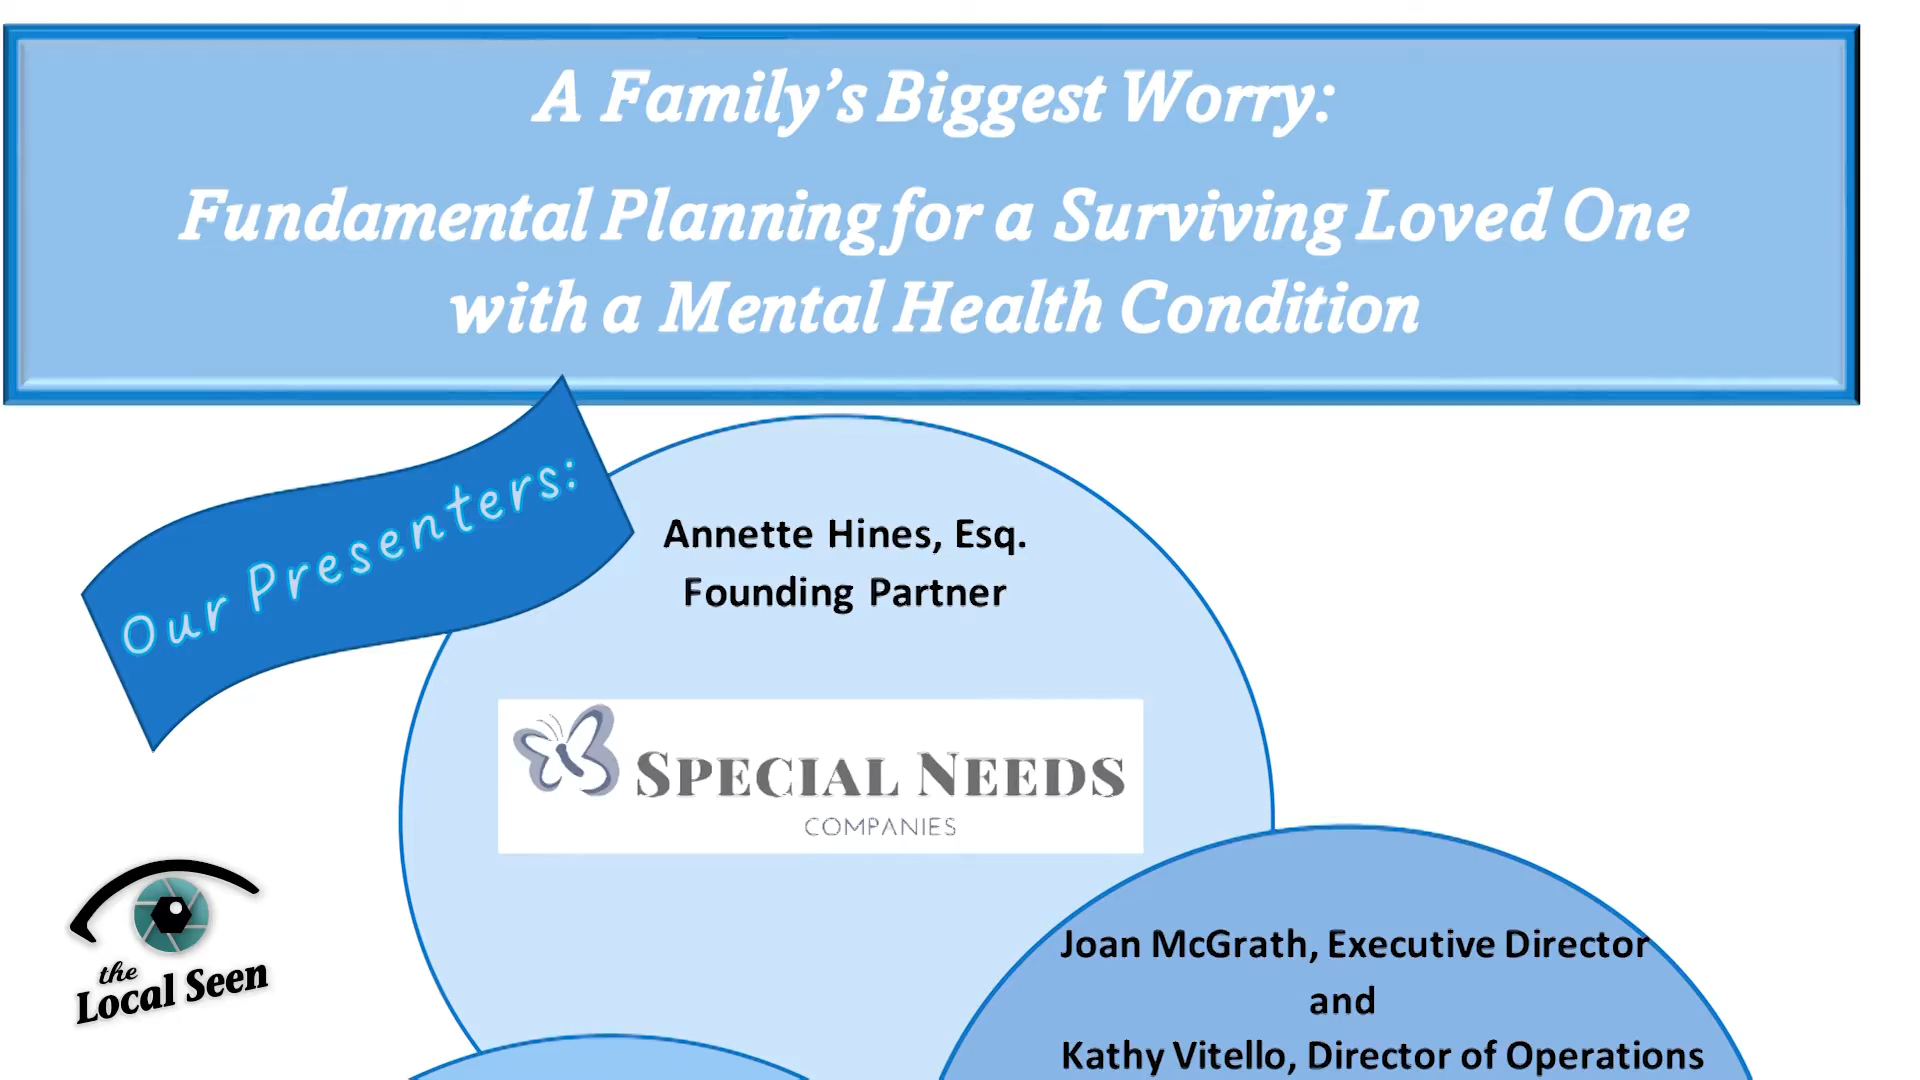 A Family’s Biggest Worry:
Fundamental Planning for a Surviving Loved One
with a Mental Health Condition
Our Presenters:
Annette Hines, Esq.
Founding Partner
SPECIAL NEEDS
COMPANIES
the
Local Seen
Joan McGrath, Executive Director
and
Kathy Vitello, Director of Operations